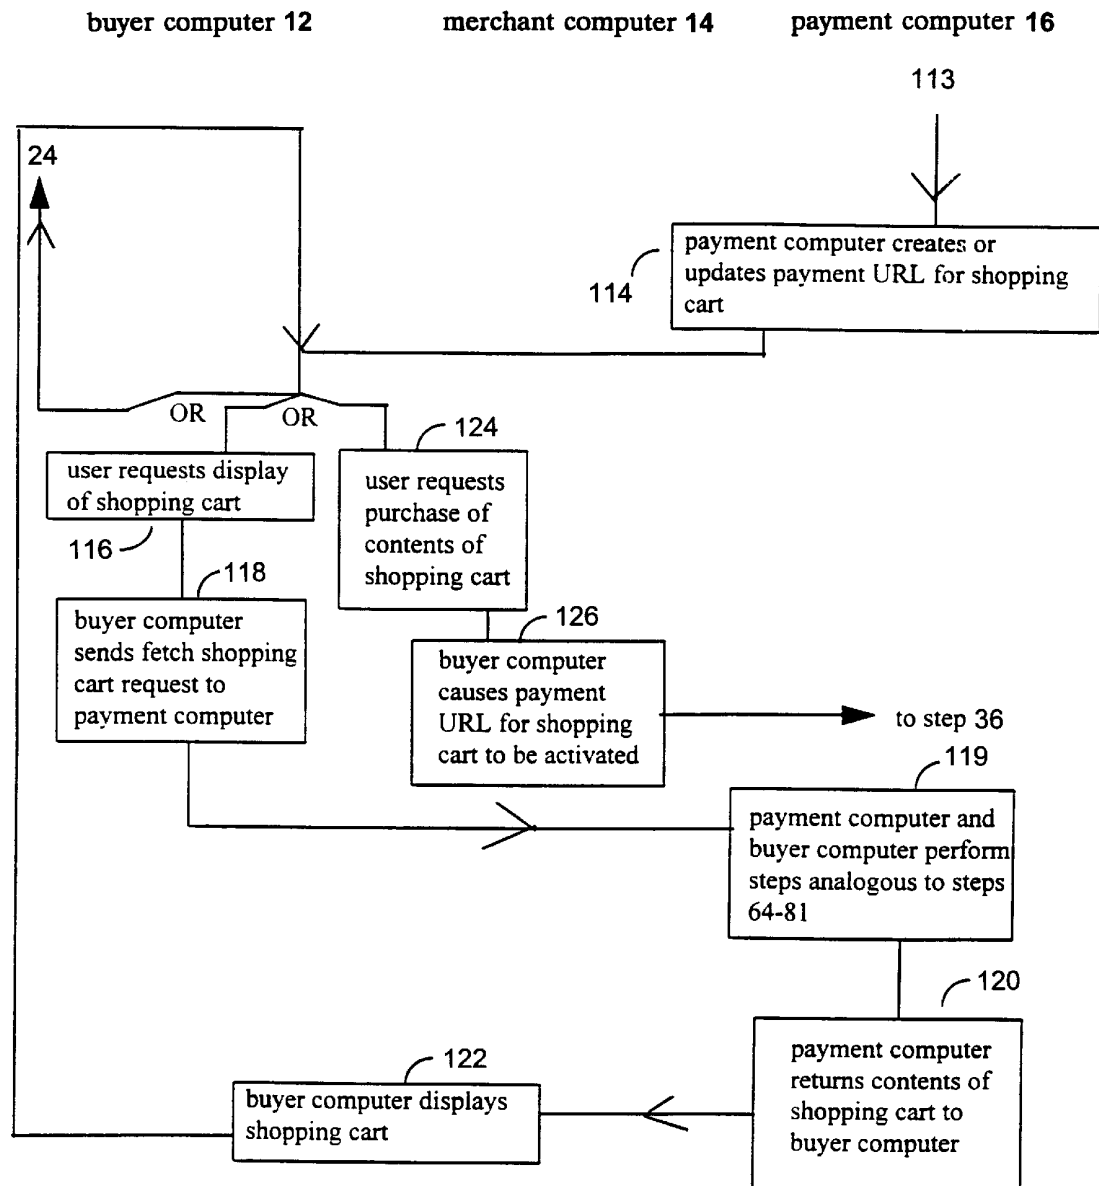 buyer computer 12
merchant computer 14
payment computer 16
113
24
payment computer creates or
updates payment URL for shopping
cart
114
OR
OR
124
user requests display
of shopping cart
116
user requests
purchase of
contents of
shopping cart
118
buyer computer
sends fetch shopping
cart request to
payment computer
126
buyer computer
causes payment
URL for shopping
cart to be activated
to step 36
119
payment computer and
buyer computer perform
steps analogous to steps
64-81
120
payment computer
returns contents of
shopping cart to
buyer computer
122
buyer computer displays
shopping cart